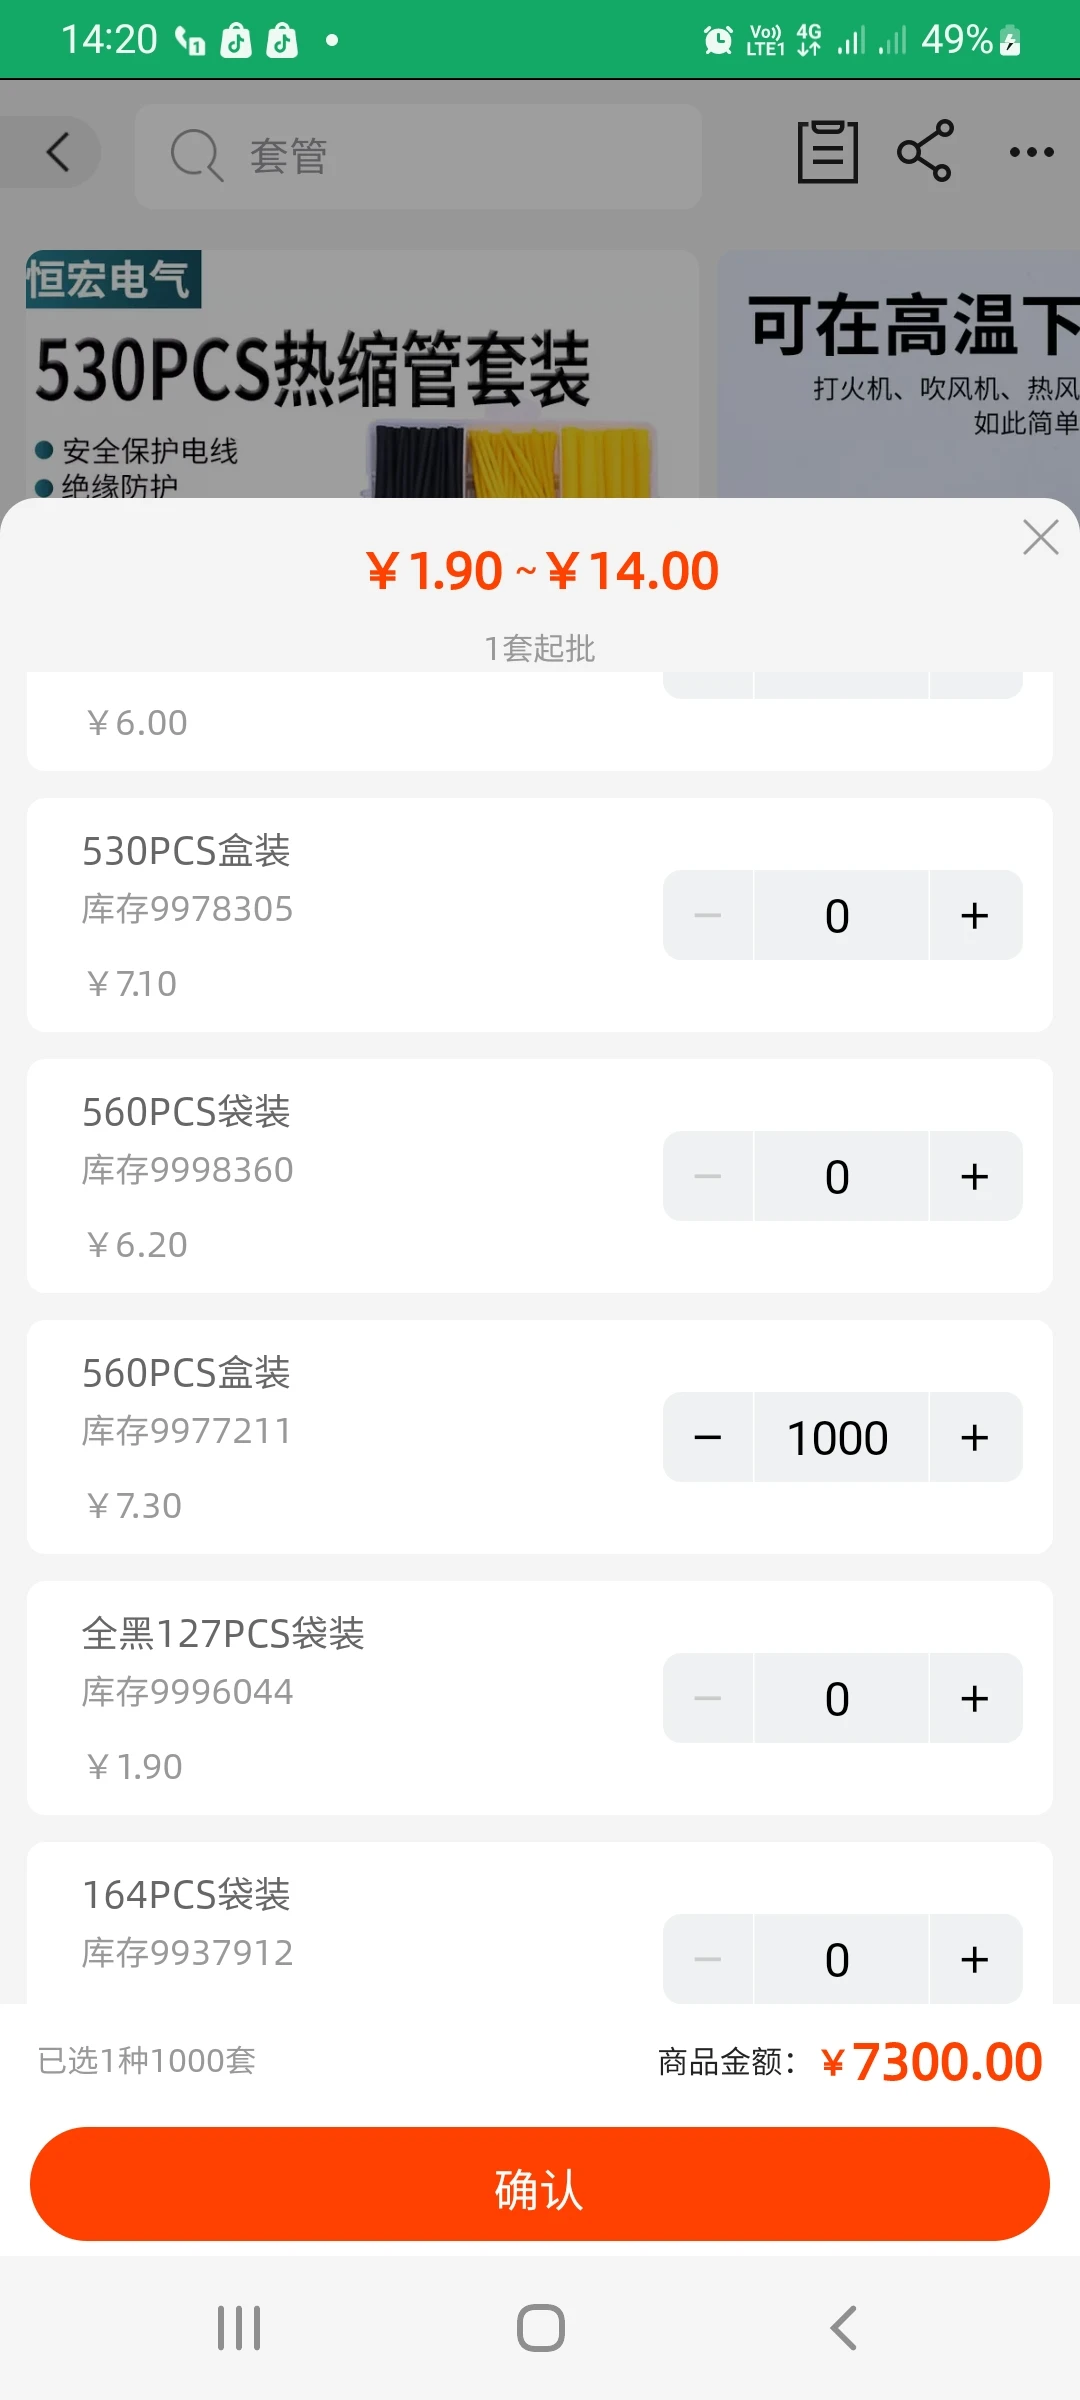 14:20
Vo)) LTE1 4G 49%
套管
恒宏电气
530PCS热缩管套装
安全保护电线
绝缘防护
可在高温下
打火机、吹风机、热风
如此简单
¥1.90~¥14.00
1套起批
¥6.00
530PCS盒装
库存9978305
0
¥7.10
560PCS袋装
库存9998360
0
¥6.20
560PCS盒装
库存9977211
1000
¥7.30
全黑127PCS袋装
库存9996044
0
¥1.90
164PCS袋装
库存9937912
0
已选1种1000套
商品金额：¥7300.00
确认